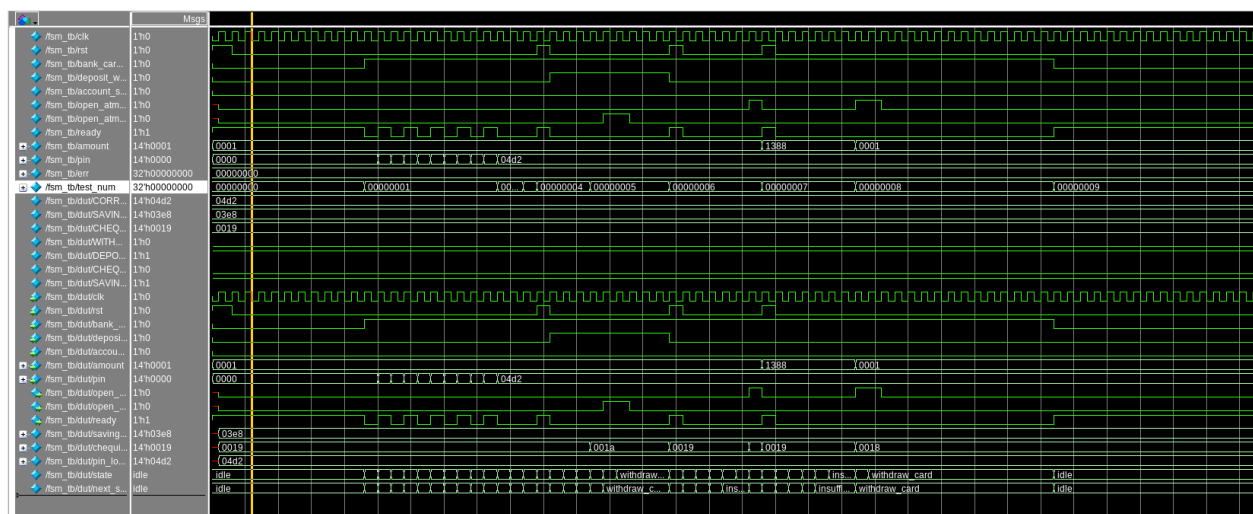 Msgs
/fsm_tb/clk 1'h0
/fsm_tb/rst 1'h0
/fsm_tb/bank_car... 1'h0
/fsm_tb/deposit_w... 1'h0
/fsm_tb/account_s... 1'h0
/fsm_tb/open_atm... 1'h0
/fsm_tb/open_atm... 1'h0
/fsm_tb/ready 1'h1
/fsm_tb/amount 14'h0001 0001 1388 0001
/fsm_tb/pin 14'h0000 0000 04d2
/fsm_tb/err 32'h00000000 00000000
/fsm_tb/test_num 32'h00000000 00000000 00000001 00... 00000004 00000005 00000006 00000007 00000008 00000009
/fsm_tb/dut/CORR... 14'h04d2 04d2
/fsm_tb/dut/SAVIN... 14'h03e8 03e8
/fsm_tb/dut/CHEQ... 14'h0019 0019
/fsm_tb/dut/WITH... 1'h0
/fsm_tb/dut/DEPO... 1'h1
/fsm_tb/dut/CHEQ... 1'h0
/fsm_tb/dut/SAVIN... 1'h1
/fsm_tb/dut/clk 1'h0
/fsm_tb/dut/rst 1'h0
/fsm_tb/dut/bank_... 1'h0
/fsm_tb/dut/deposi... 1'h0
/fsm_tb/dut/accou... 1'h0
/fsm_tb/dut/amount 14'h0001 0001 1388 0001
/fsm_tb/dut/pin 14'h0000 0000 04d2
/fsm_tb/dut/open_... 1'h0
/fsm_tb/dut/open_... 1'h0
/fsm_tb/dut/ready 1'h1
/fsm_tb/dut/saving... 14'h03e8 03e8
/fsm_tb/dut/chequi... 14'h0019 0019 001a 0019 0019 0018
/fsm_tb/dut/pin_lo... 14'h04d2 04d2
/fsm_tb/dut/state idle idle withdraw... ins... withdraw_card idle
/fsm_tb/dut/next_s... idle idle withdraw_c... ins... insuff... withdraw_card idle